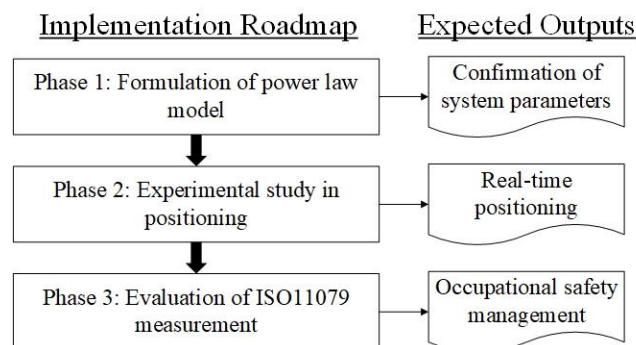 Implementation Roadmap
Expected Outputs
Phase 1: Formulation of power law
model
Confirmation of
system parameters
Phase 2: Experimental study in
positioning
Real-time
positioning
Phase 3: Evaluation of ISO11079
measurement
Occupational safety
management